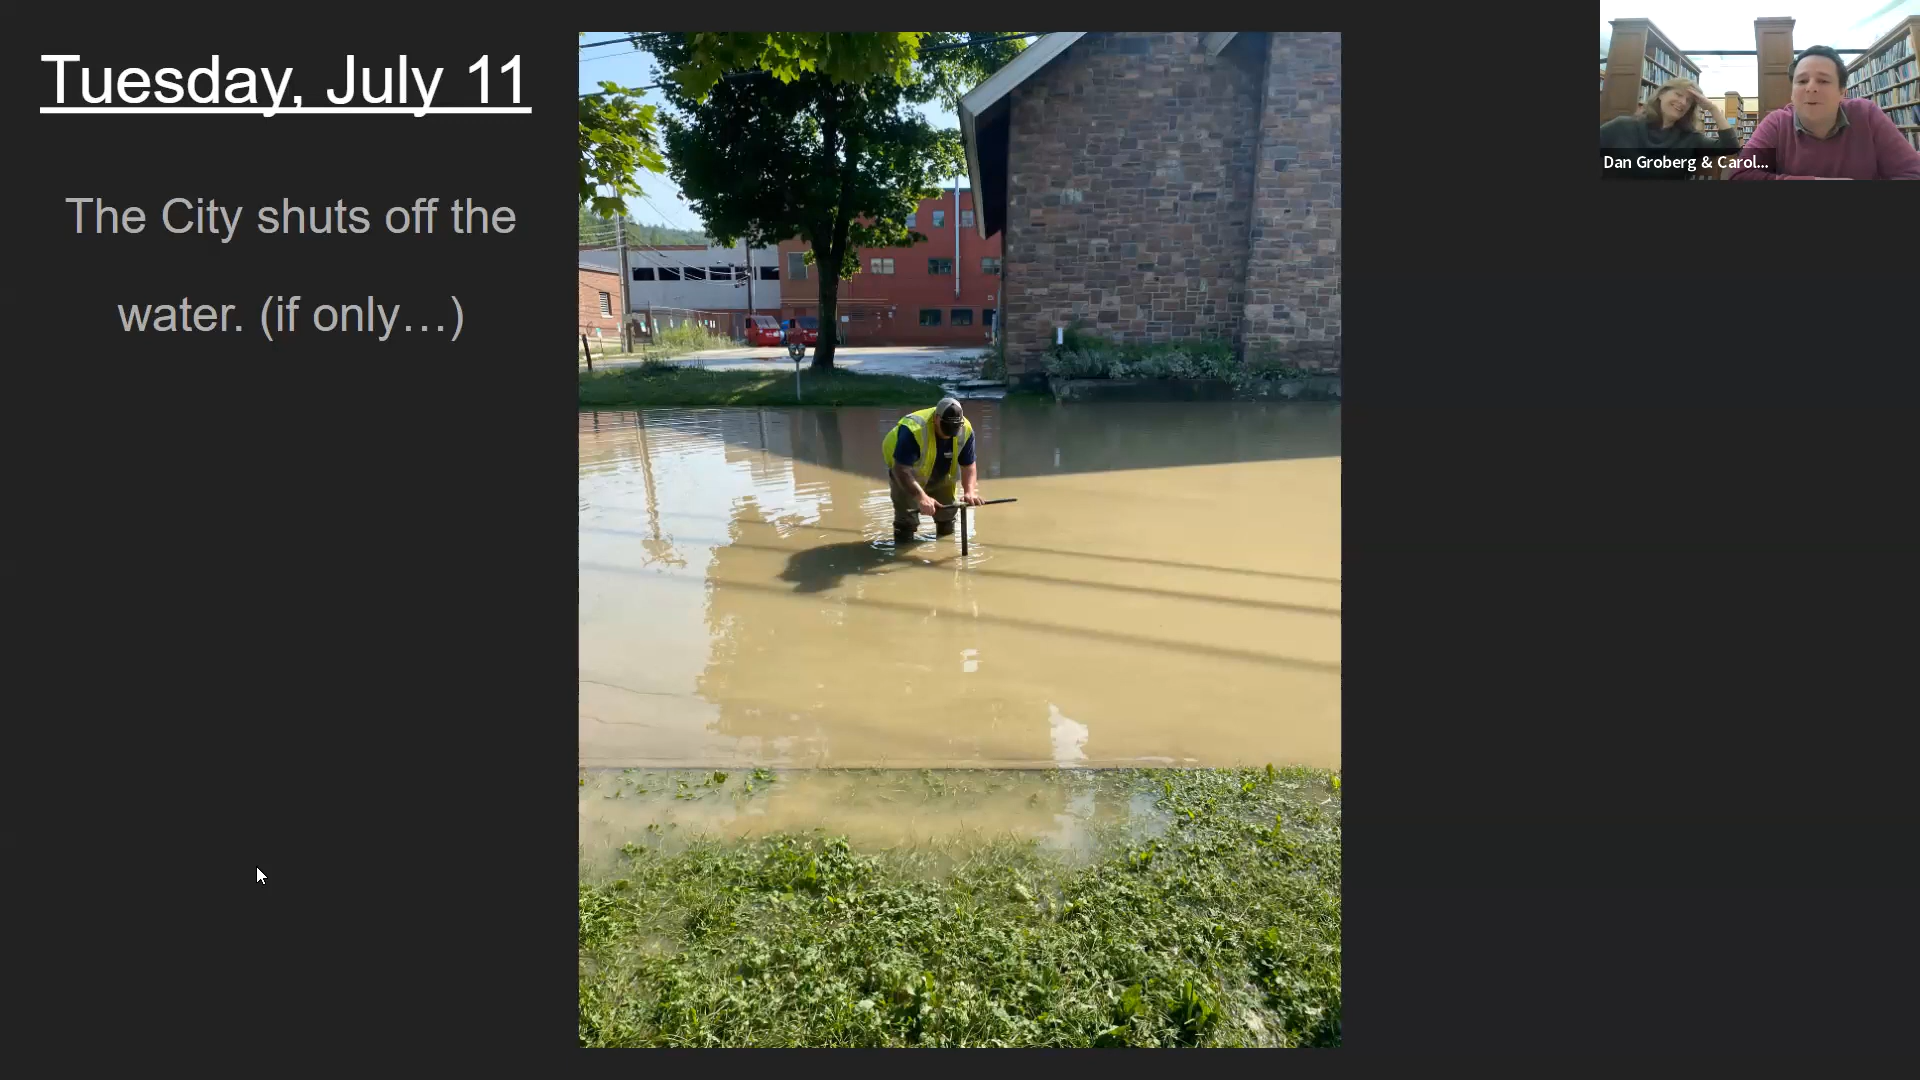 Tuesday, July 11
The City shuts off the
water. (if only…)
Dan Groberg & Carol...